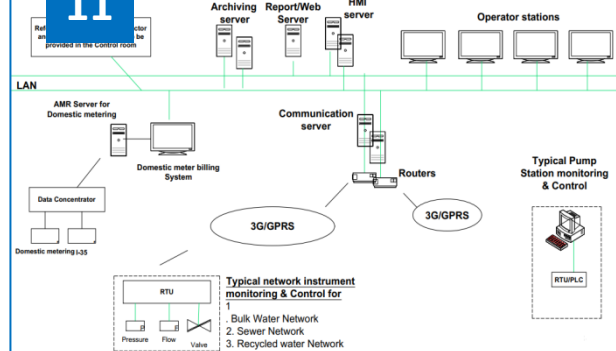 11
Archiving
server
Report/Web
Server
HMI
server
Operator stations
Ref
ctor
an
be
provided in the Control room
LAN
AMR Server for
Domestic metering
Communication
server
Domestic meter billing
System
Routers
Typical Pump
Station monitoring
& Control
Data Concentrator
3G/GPRS
3G/GPRS
Domestic metering 1-35
RTU/PLC
RTU
Typical network instrument
monitoring & Control for
1
. Bulk Water Network
2. Sewer Network
3. Recycled water Network
P
F
Pressure
Flow
Valve